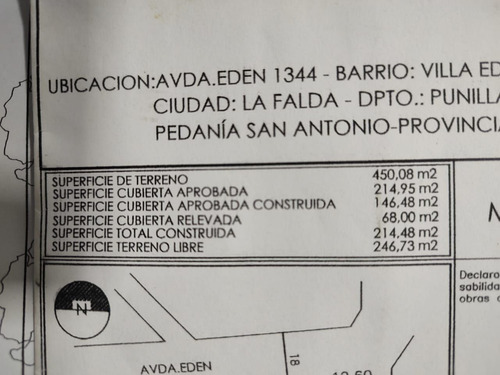 UBICACION:AVDA.EDEN 1344 - BARRIO: VILLA ED
CIUDAD: LA FALDA - DPTO.: PUNILLA
PEDANÍA SAN ANTONIO-PROVINCIA
SUPERFICIE DE TERRENO 450,08 m2
SUPERFICIE CUBIERTA APROBADA 214,95 m2
SUPERFICIE CUBIERTA APROBADA CONSTRUIDA 146,48 m2
SUPERFICIE CUBIERTA RELEVADA 68,00 m2
SUPERFICIE TOTAL CONSTRUIDA 214,48 m2
SUPERFICIE TERRENO LIBRE 246,73 m2
N
Declaro
sabilida
obras
N
AVDA.EDEN
18